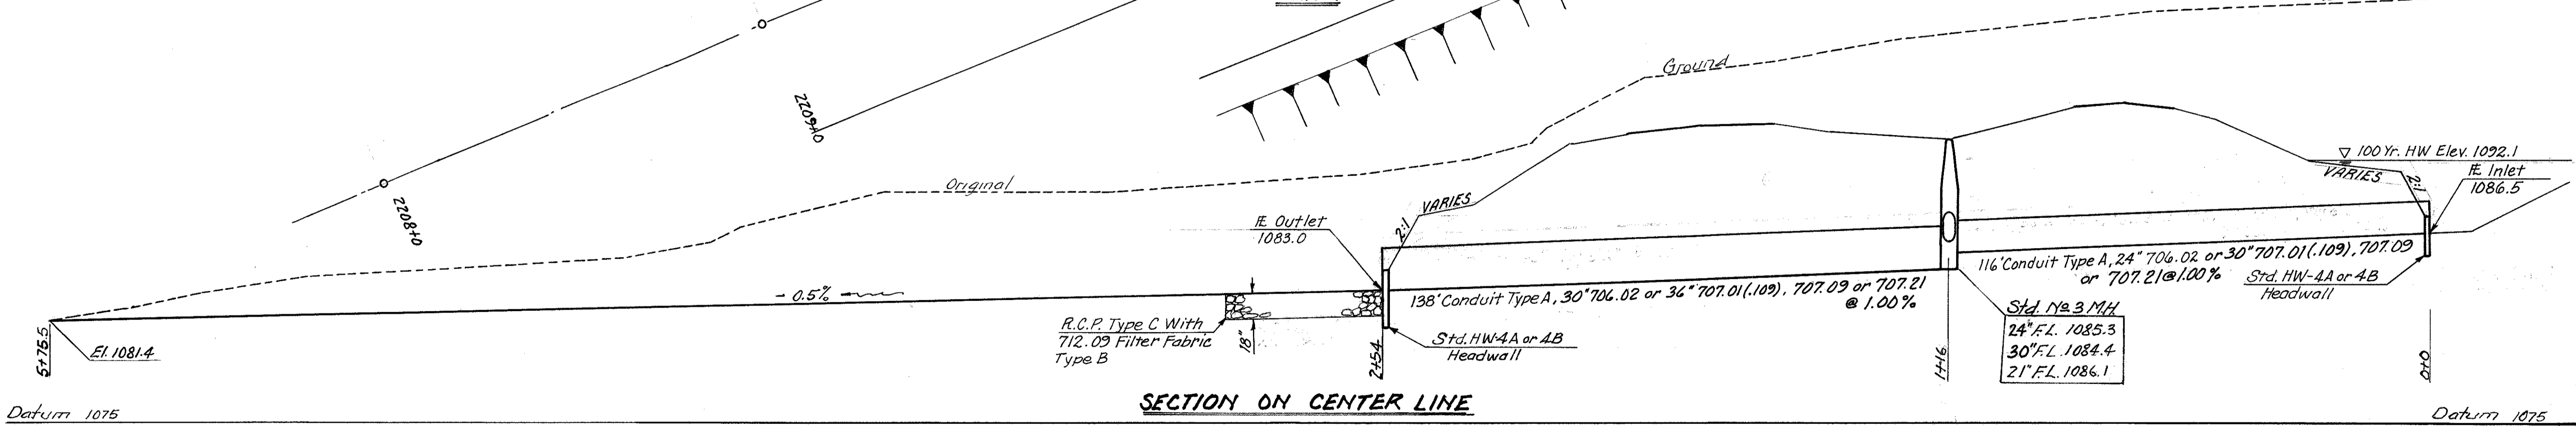 2209+0
2208+0
Original
Ground
100 Yr. HW Elev. 1092.1
VARIES
2:1
℄ Inlet
1086.5
VARIES
2:1
℄ Outlet
1083.0
0.5%
116' Conduit Type A, 24" 706.02 or 30" 707.01(.109), 707.09
or 707.21 @ 1.00%
Std. HW-4A or 4B
Headwall
138' Conduit Type A, 30" 706.02 or 36" 707.01(.109), 707.09 or 707.21
@ 1.00%
Std. No 3 M.H.
24" F.L. 1085.3
30" F.L. 1084.4
21" F.L. 1086.1
R.C.P. Type C With
712.09 Filter Fabric
Type B
18"
Std. HW-4A or 4B
Headwall
El. 1081.4
5+75.5
2+54
1+16
0+0
SECTION ON CENTER LINE
Datum 1075
Datum 1075